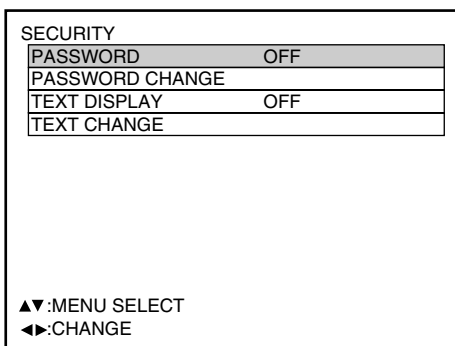 SECURITY
PASSWORD OFF
PASSWORD CHANGE
TEXT DISPLAY OFF
TEXT CHANGE
▲▼:MENU SELECT
◀▶:CHANGE